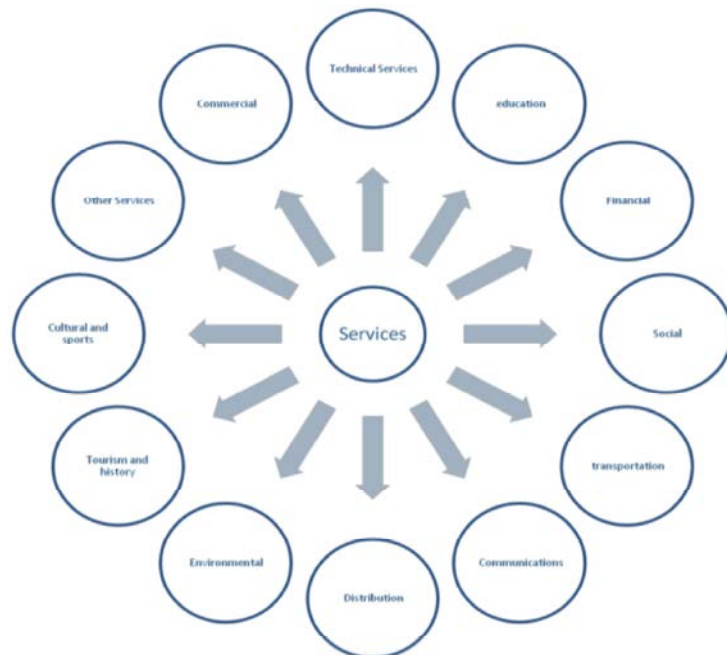 Technical Services
Commercial
education
Other Services
Financial
Cultural and
sports
Services
Social
Tourism and
history
transportation
Environmental
Communications
Distribution